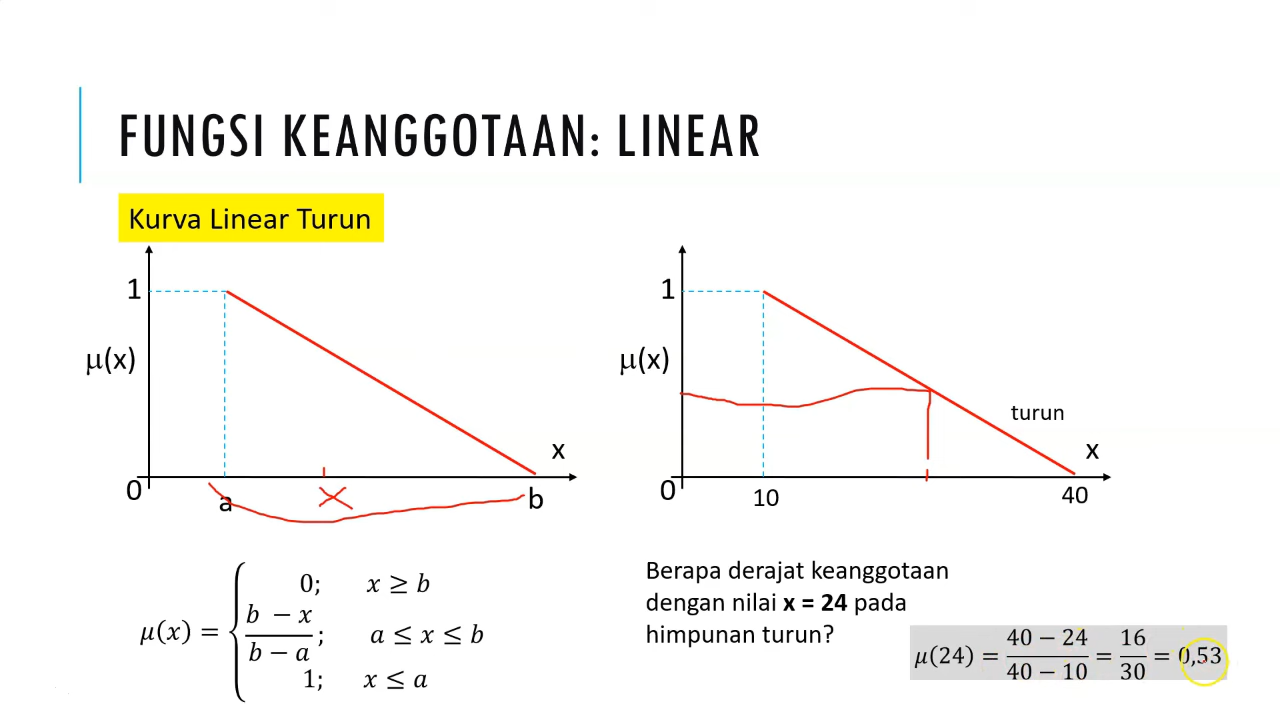 FUNGSI KEANGGOTAAN: LINEAR
Kurva Linear Turun
1
μ(x)
x
0
a
x
b
1
μ(x)
turun
x
0
10
40
μ(x) = { 0; x ≥ b
b − x / b − a ; a ≤ x ≤ b
1; x ≤ a
Berapa derajat keanggotaan
dengan nilai x = 24 pada
himpunan turun?
μ(24) = 40 − 24 / 40 − 10 = 16 / 30 = 0,53